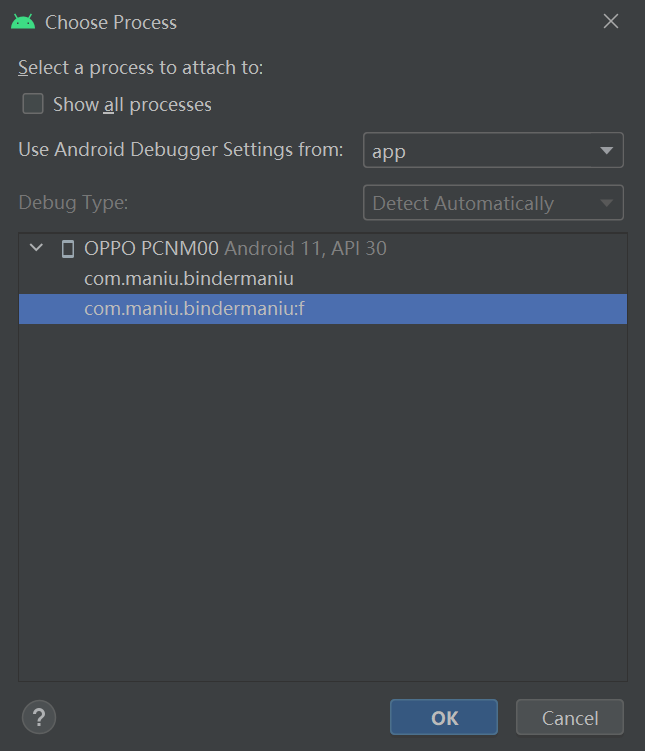 Choose Process
Select a process to attach to:
Show all processes
Use Android Debugger Settings from: app
Debug Type: Detect Automatically
OPPO PCNM00 Android 11, API 30
com.maniu.bindermaniu
com.maniu.bindermaniu:f
? OK Cancel